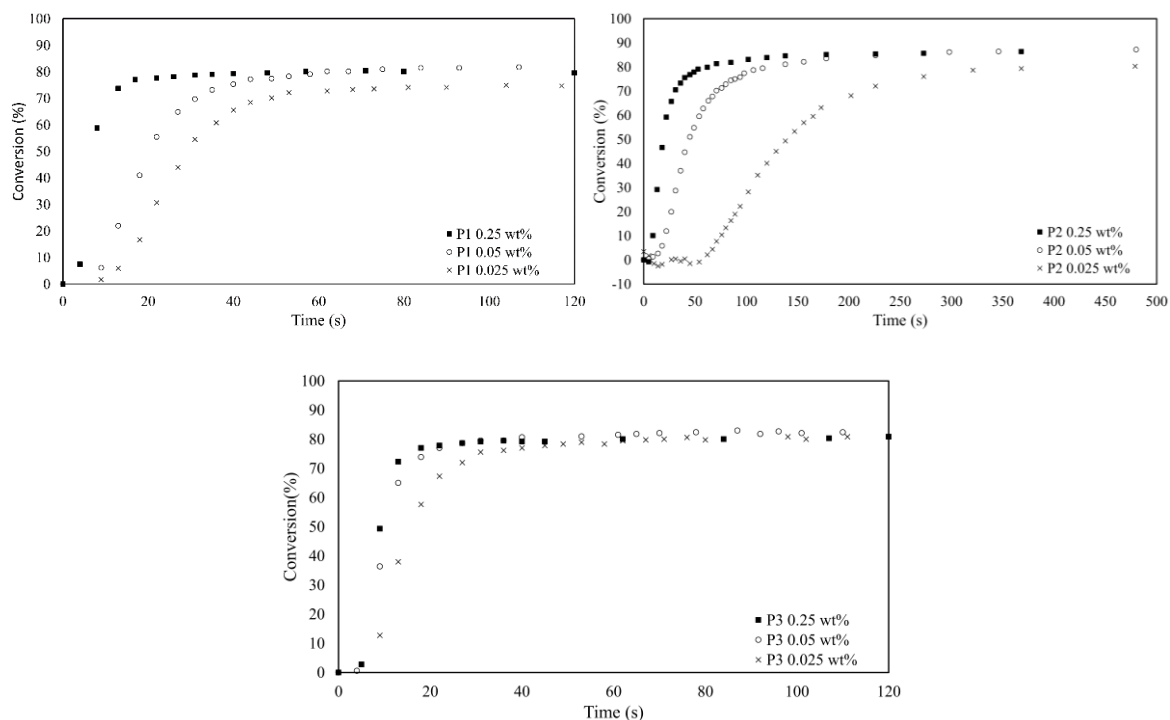 100
90
80
70
60
50
40
30
20
10
0
Conversion (%)
0 20 40 60 80 100 120
Time (s)
P1 0.25 wt%
P1 0.05 wt%
P1 0.025 wt%
100
90
80
70
60
50
40
30
20
10
0
-10
Conversion (%)
0 50 100 150 200 250 300 350 400 450 500
Time (s)
P2 0.25 wt%
P2 0.05 wt%
P2 0.025 wt%
100
90
80
70
60
50
40
30
20
10
0
Conversion(%)
0 20 40 60 80 100 120
Time (s)
P3 0.25 wt%
P3 0.05 wt%
P3 0.025 wt%